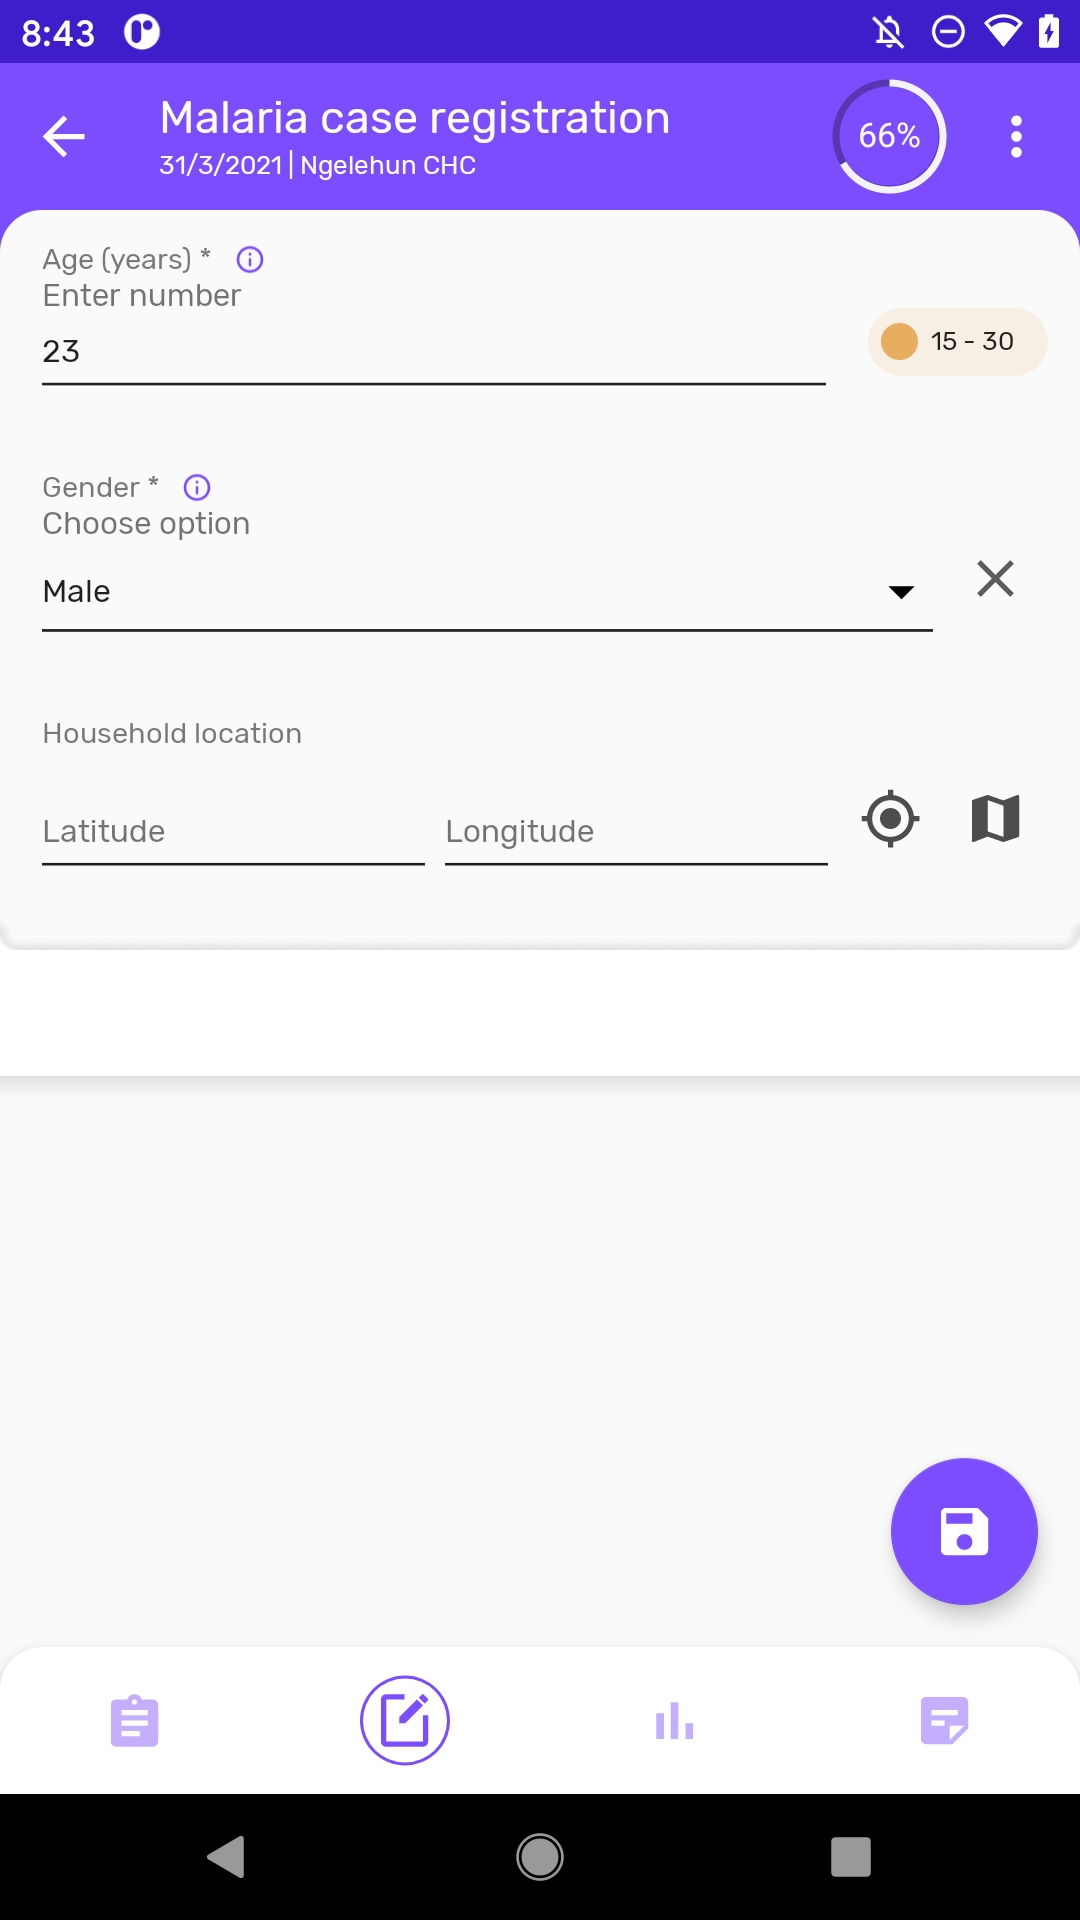 8:43
Malaria case registration
31/3/2021 | Ngelehun CHC
66%
Age (years) *
Enter number
23
15 - 30
Gender *
Choose option
Male
Household location
Latitude
Longitude